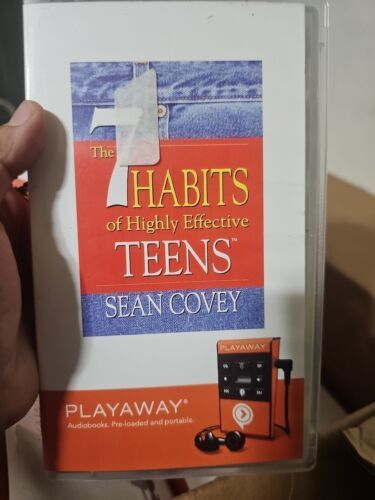 The 7 HABITS
of Highly Effective
TEENS™
SEAN COVEY
PLAYAWAY
PLAYAWAY®
Audiobooks. Pre-loaded and portable.